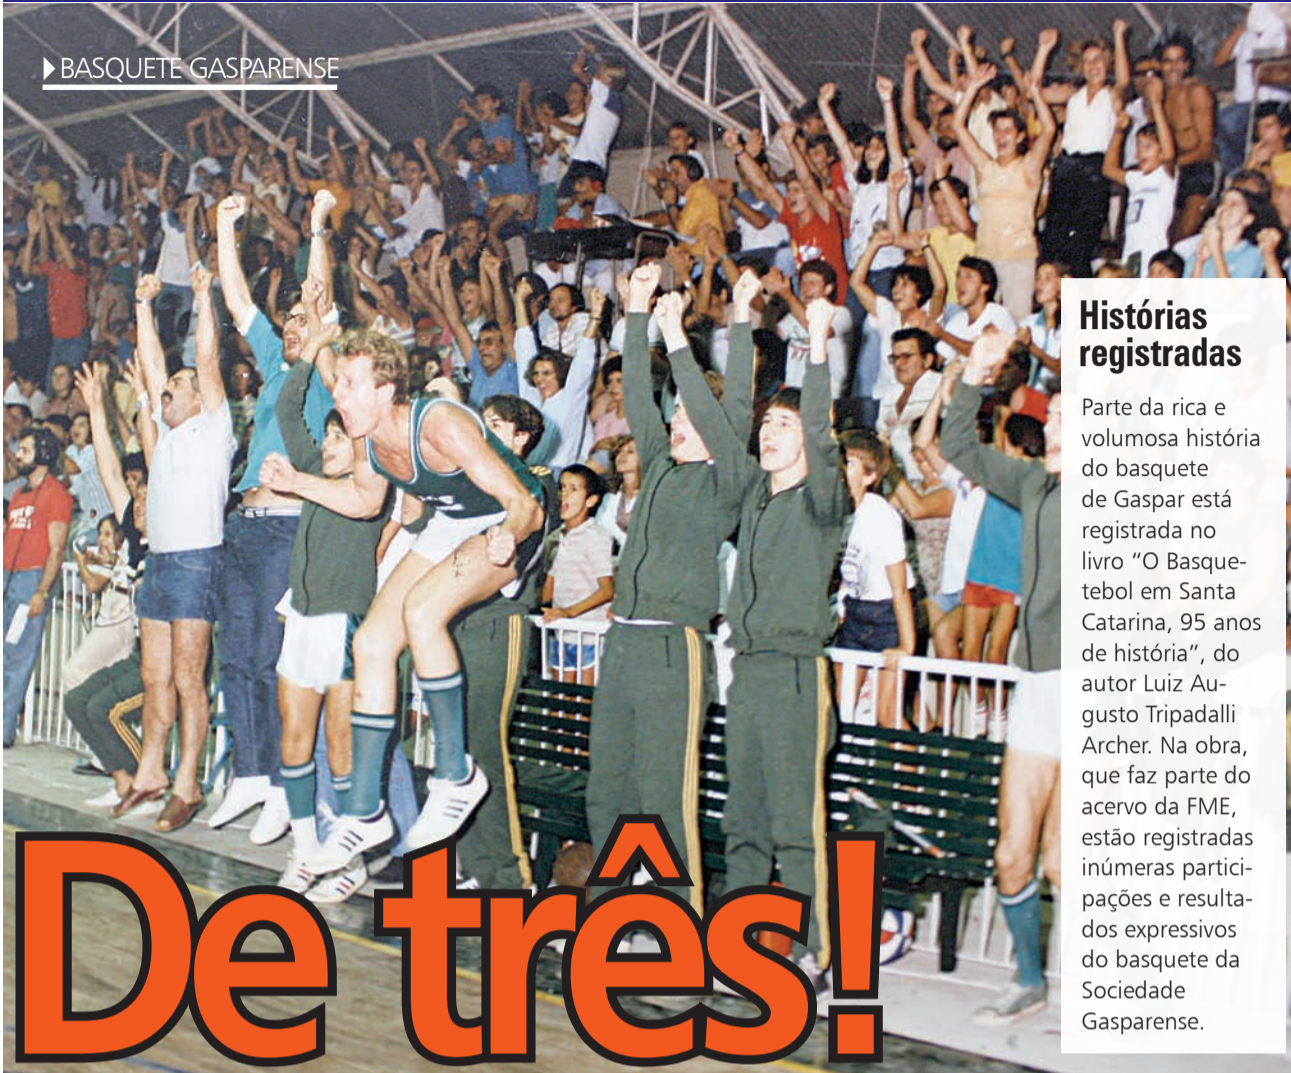 BASQUETE GASPARENSE
Histórias
registradas
Parte da rica e
volumosa história
do basquete
de Gaspar está
registrada no
livro “O Basque-
tebol em Santa
Catarina, 95 anos
de história”, do
autor Luiz Au-
gusto Tripadalli
Archer. Na obra,
que faz parte do
acervo da FME,
estão registradas
inúmeras partici-
pações e resulta-
dos expressivos
do basquete da
Sociedade
Gasparense.
De três!